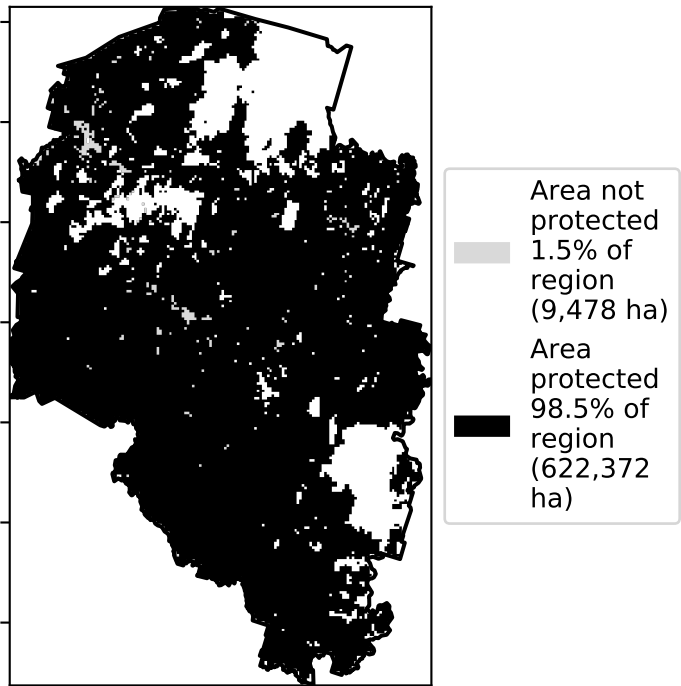 Area not
protected
1.5% of
region
(9,478 ha)
Area
protected
98.5% of
region
(622,372
ha)